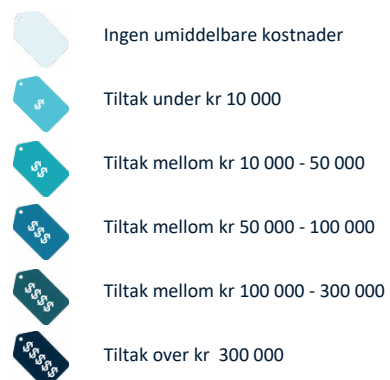 Ingen umiddelbare kostnader
$
Tiltak under kr 10 000
$$
Tiltak mellom kr 10 000 - 50 000
$$$
Tiltak mellom kr 50 000 - 100 000
$$$$
Tiltak mellom kr 100 000 - 300 000
$$$$$
Tiltak over kr 300 000